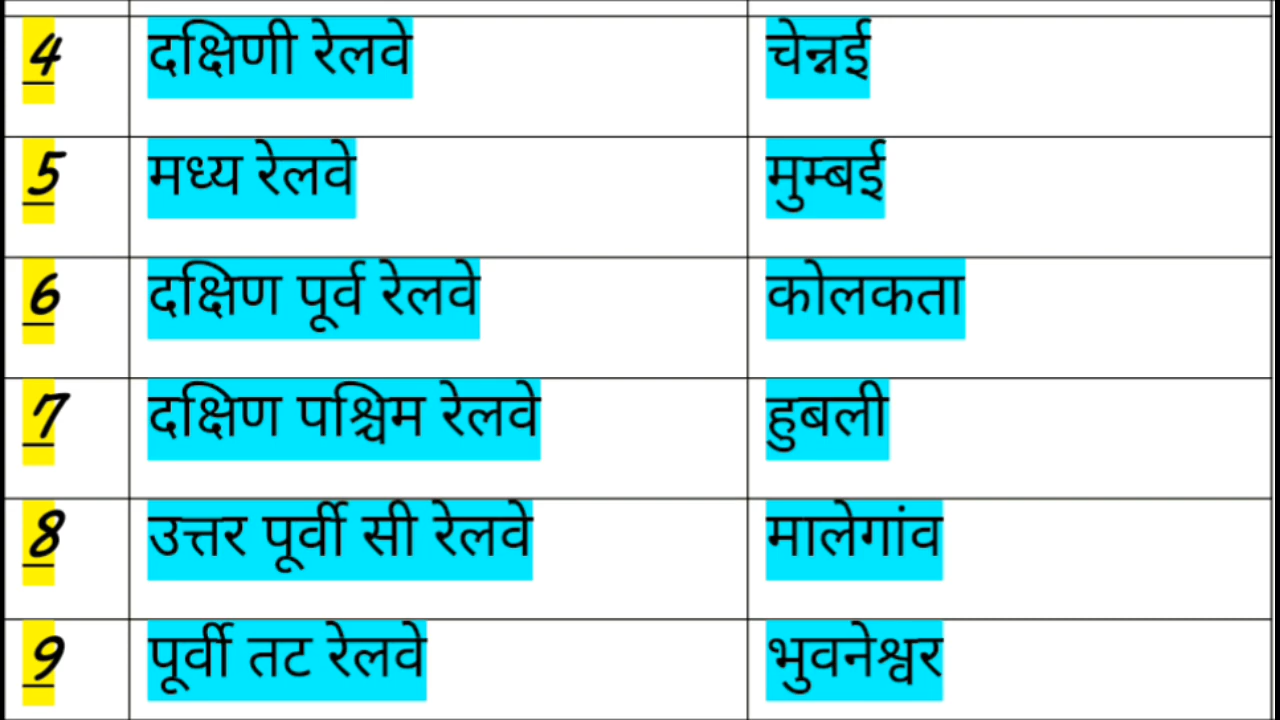 4 दक्षिणी रेलवे चेन्नई
5 मध्य रेलवे मुम्बई
6 दक्षिण पूर्व रेलवे कोलकता
7 दक्षिण पश्चिम रेलवे हुबली
8 उत्तर पूर्वी सी रेलवे मालेगांव
9 पूर्वी तट रेलवे भुवनेश्वर